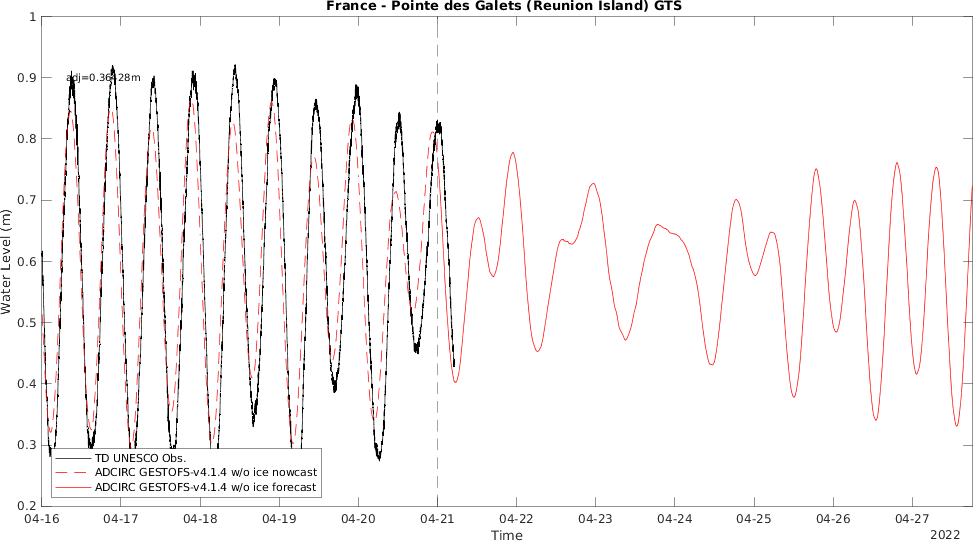 France - Pointe des Galets (Reunion Island) GTS
1
0.9
0.8
0.7
0.6
0.5
0.4
0.3
0.2
Water Level (m)
adj=0.36428m
TD UNESCO Obs.
ADCIRC GESTOFS-v4.1.4 w/o ice nowcast
ADCIRC GESTOFS-v4.1.4 w/o ice forecast
04-16 04-17 04-18 04-19 04-20 04-21 04-22 04-23 04-24 04-25 04-26 04-27
Time
2022